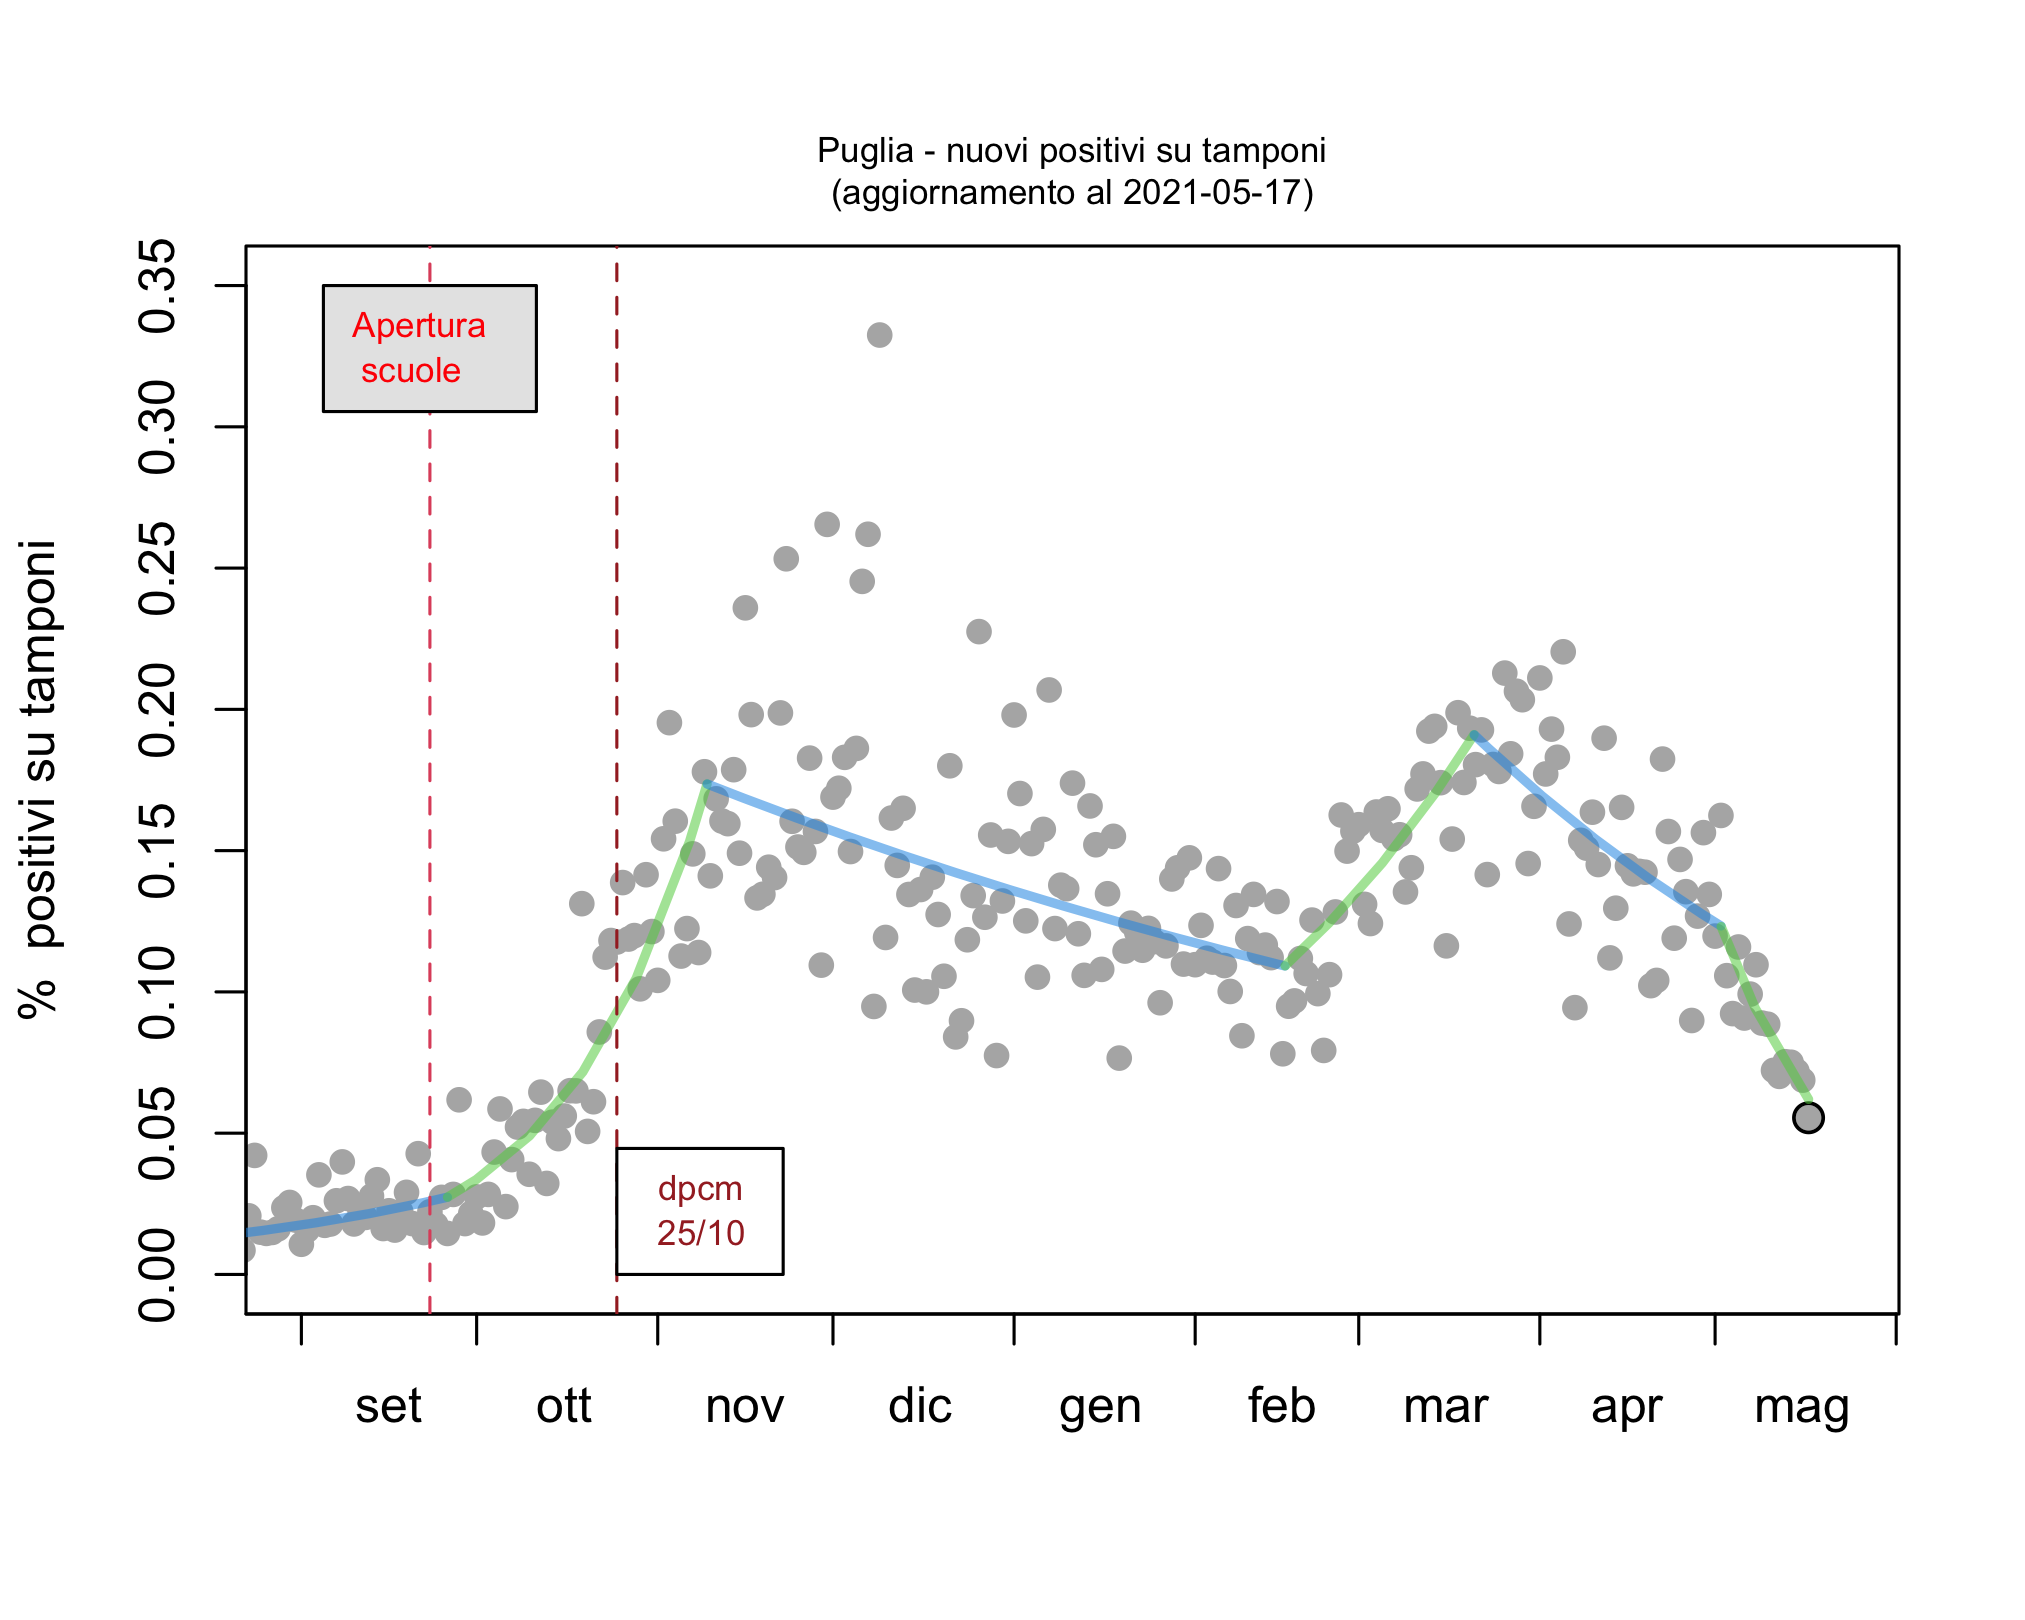 Puglia - nuovi positivi su tamponi
(aggiornamento al 2021-05-17)
% positivi su tamponi
0.35
0.30
0.25
0.20
0.15
0.10
0.05
0.00
Apertura
scuole
dpcm
25/10
set ott nov dic gen feb mar apr mag